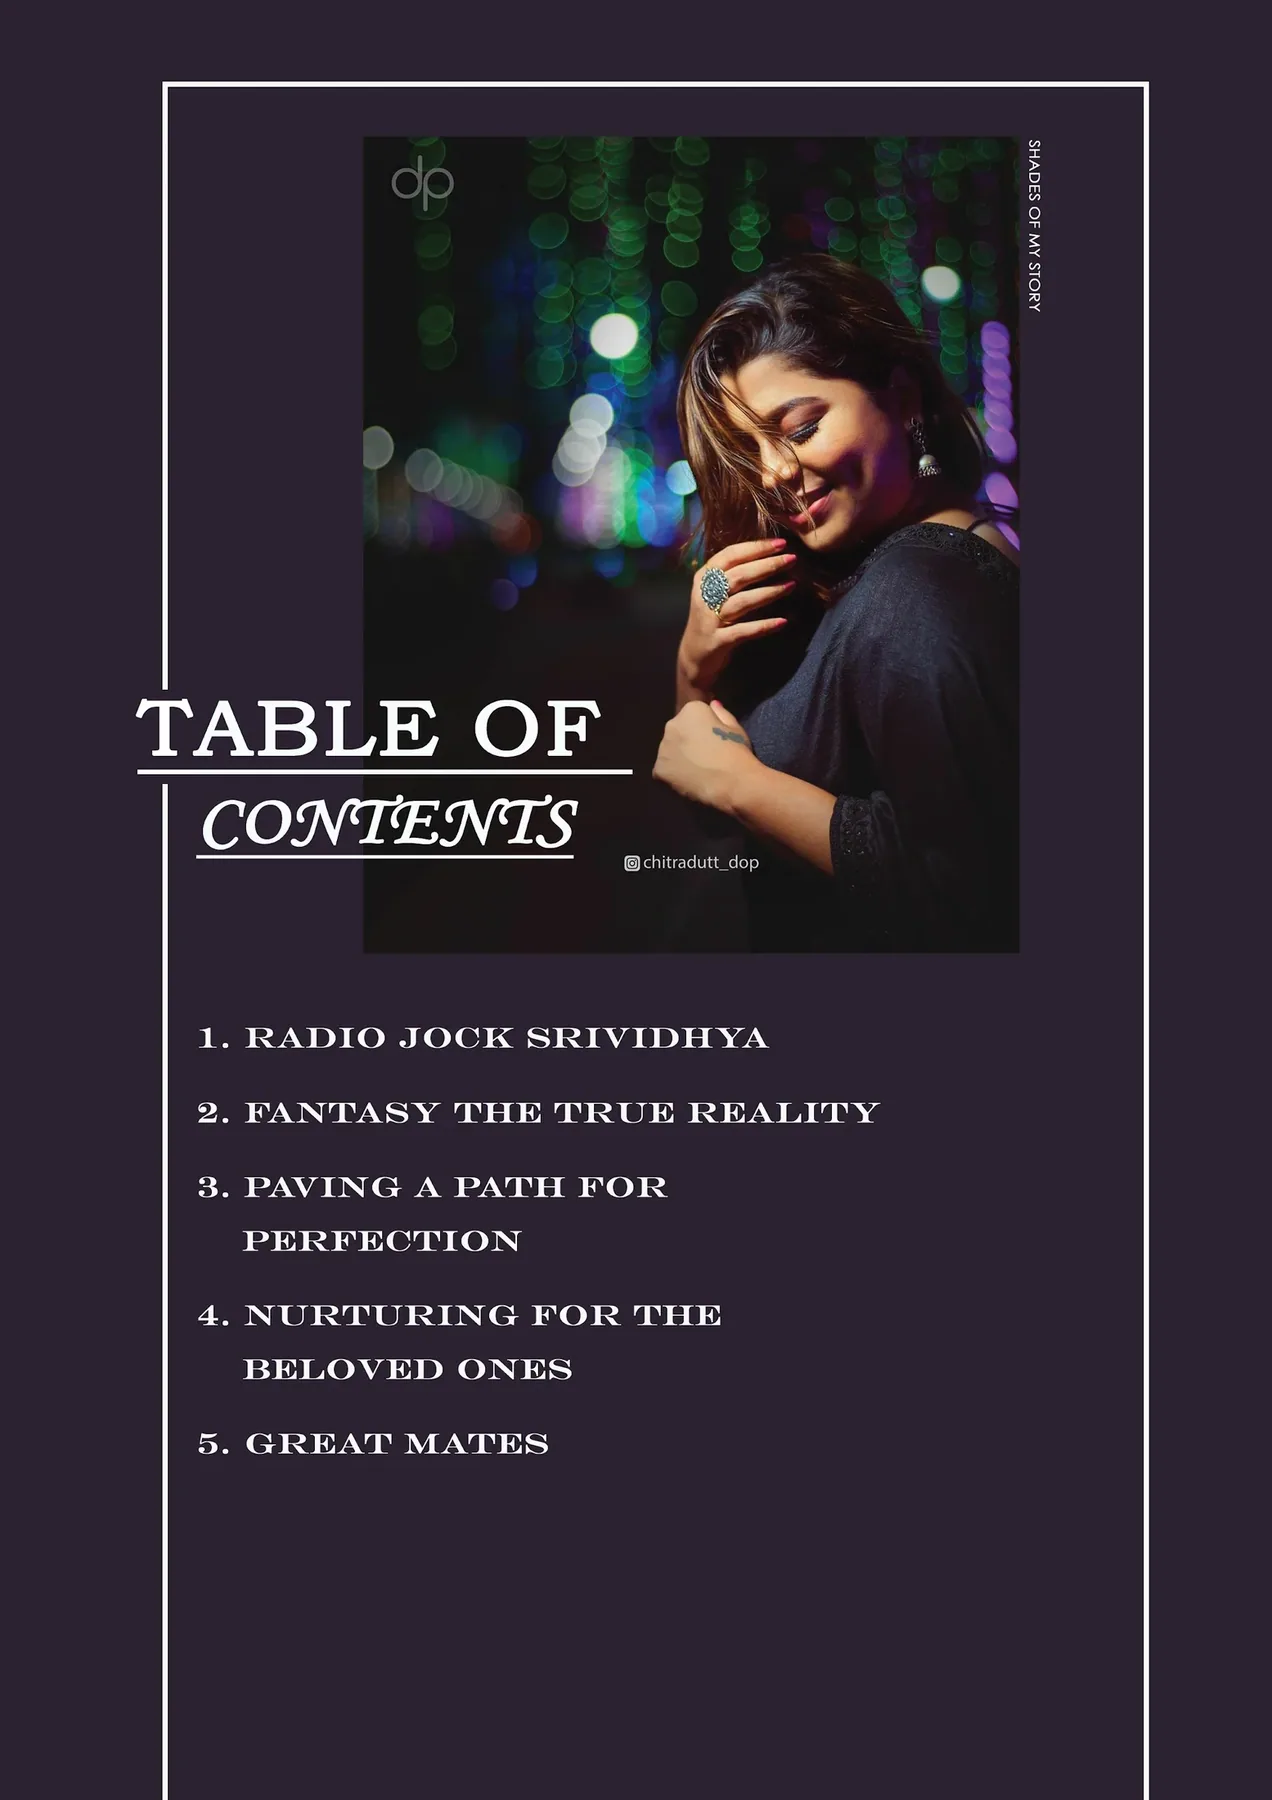 dp
SHADES OF MY STORY
TABLE OF
CONTENTS
chitradutt_dop
1. RADIO JOCK SRIVIDHYA
2. FANTASY THE TRUE REALITY
3. PAVING A PATH FOR
PERFECTION
4. NURTURING FOR THE
BELOVED ONES
5. GREAT MATES